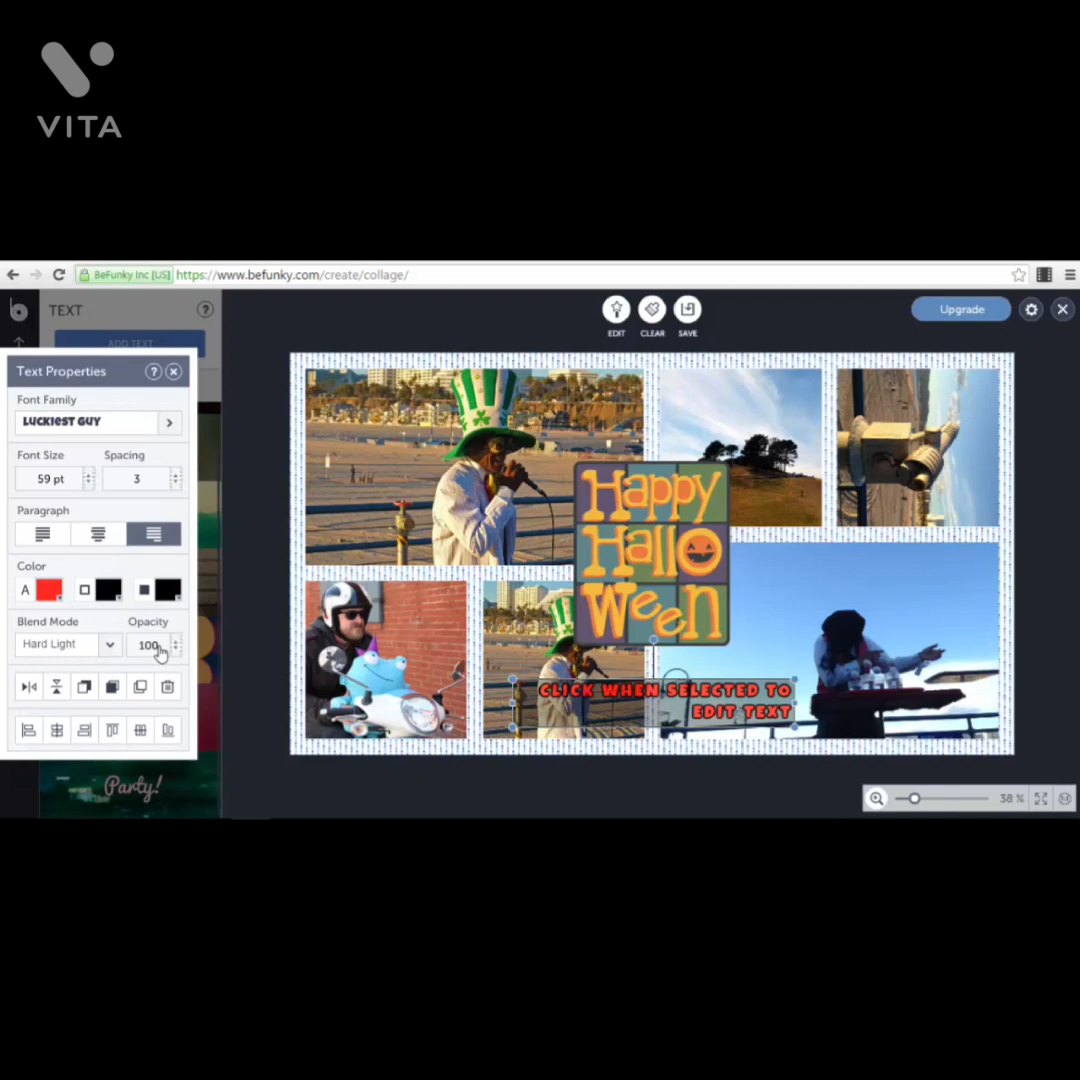 VITA
BeFunky Inc [US] https://www.befunky.com/create/collage/
TEXT
ADD TEXT
EDIT
CLEAR
SAVE
Upgrade
Text Properties
Font Family
LUCKIEST GUY
Font Size
Spacing
59 pt
3
Paragraph
Color
A
Blend Mode
Opacity
Hard Light
100
Happy
Hallo
Ween
CLICK WHEN SELECTED TO
EDIT TEXT
Party!
38 %